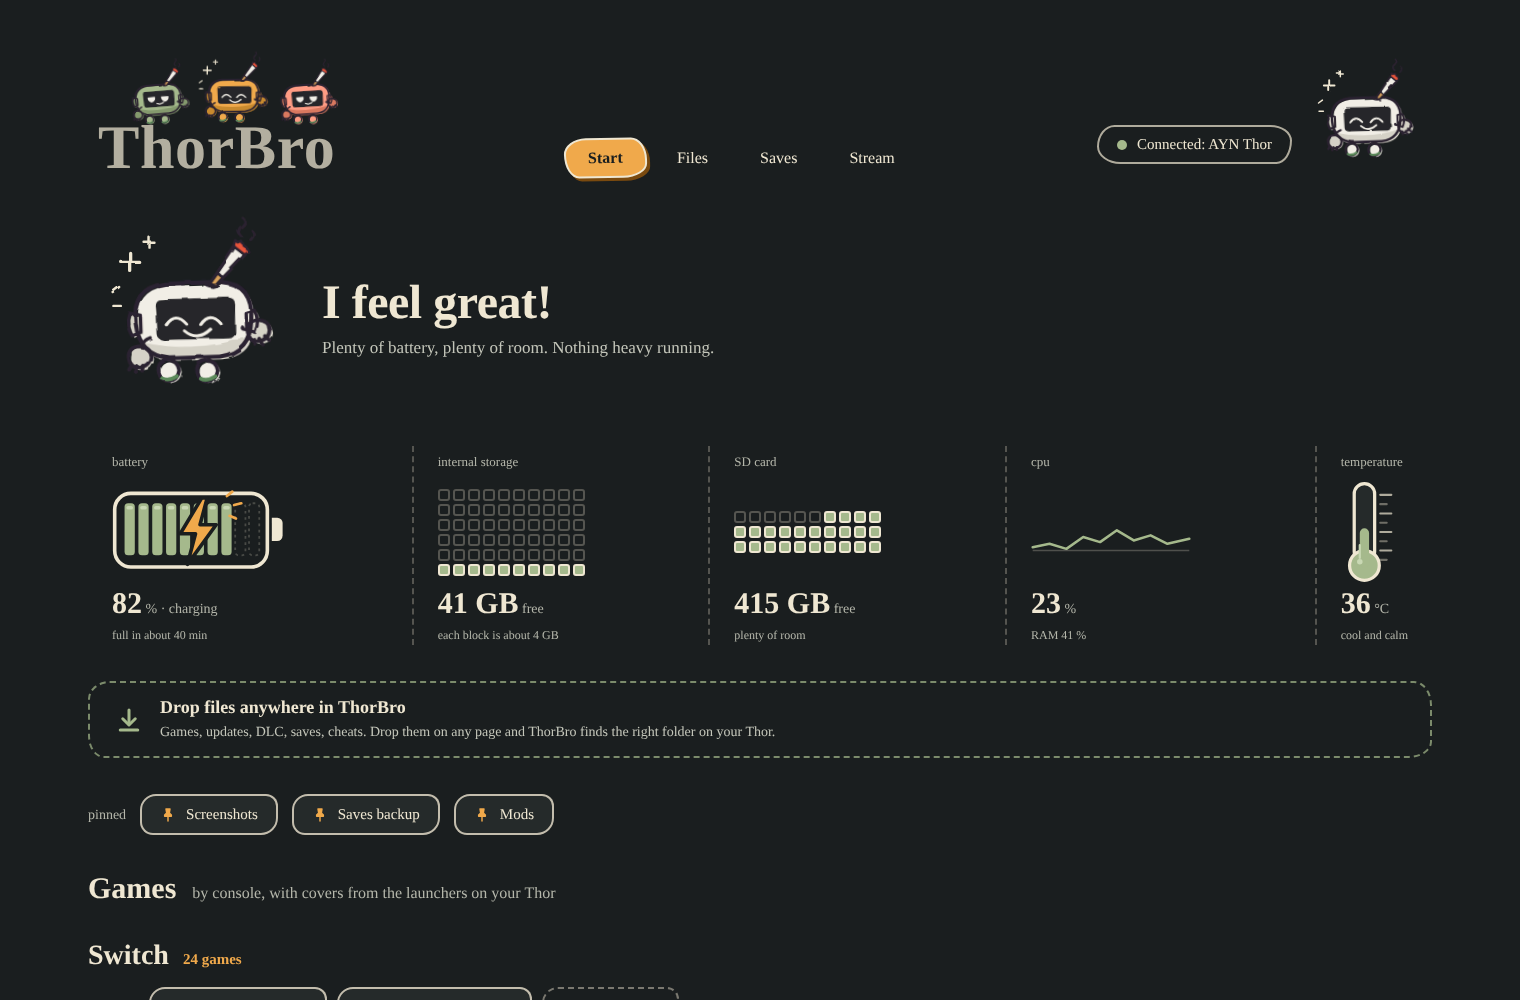 ThorBro
Start
Files
Saves
Stream
Connected: AYN Thor
I feel great!
Plenty of battery, plenty of room. Nothing heavy running.
battery
82 % · charging
full in about 40 min
internal storage
41 GB free
each block is about 4 GB
SD card
415 GB free
plenty of room
cpu
23 %
RAM 41 %
temperature
36 °C
cool and calm
Drop files anywhere in ThorBro
Games, updates, DLC, saves, cheats. Drop them on any page and ThorBro finds the right folder on your Thor.
pinned
Screenshots
Saves backup
Mods
Games by console, with covers from the launchers on your Thor
Switch 24 games